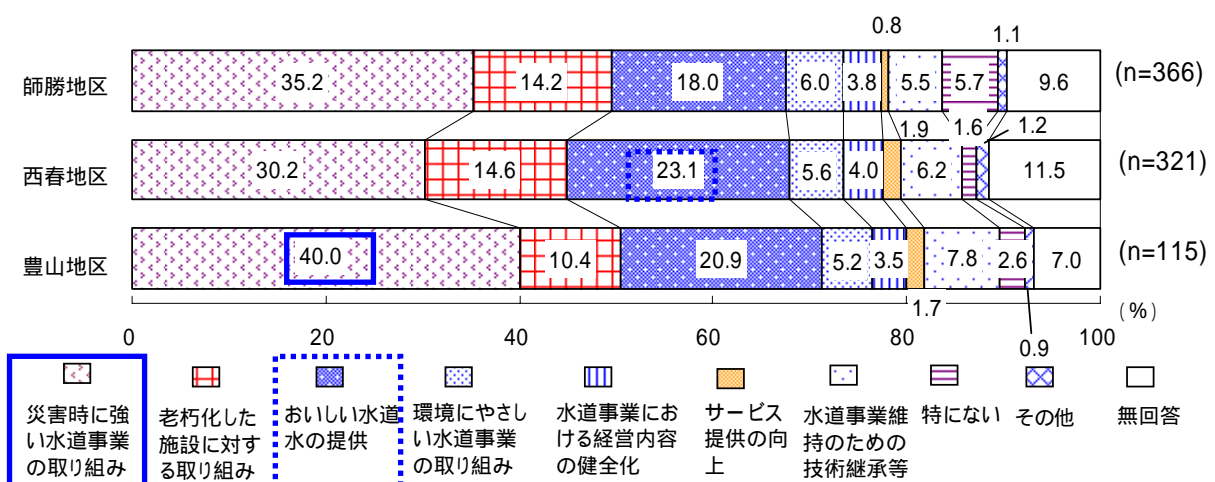 0.8
1.1
師勝地区
35.2
14.2
18.0
6.0
3.8
5.5
5.7
9.6
(n=366)
1.9
1.6
1.2
西春地区
30.2
14.6
23.1
5.6
4.0
6.2
11.5
(n=321)
豊山地区
40.0
10.4
20.9
5.2
3.5
7.8
2.6
7.0
(n=115)
1.7
(%)
0
20
40
60
80
100
0.9
災害時に強
い水道事業
の取り組み
老朽化した
施設に対す
る取り組み
おいしい水道
水の提供
環境にやさし
い水道事業
の取り組み
水道事業にお
ける経営内容
の健全化
サービス
提供の向
上
水道事業維
持のための
技術継承等
特にない
その他
無回答